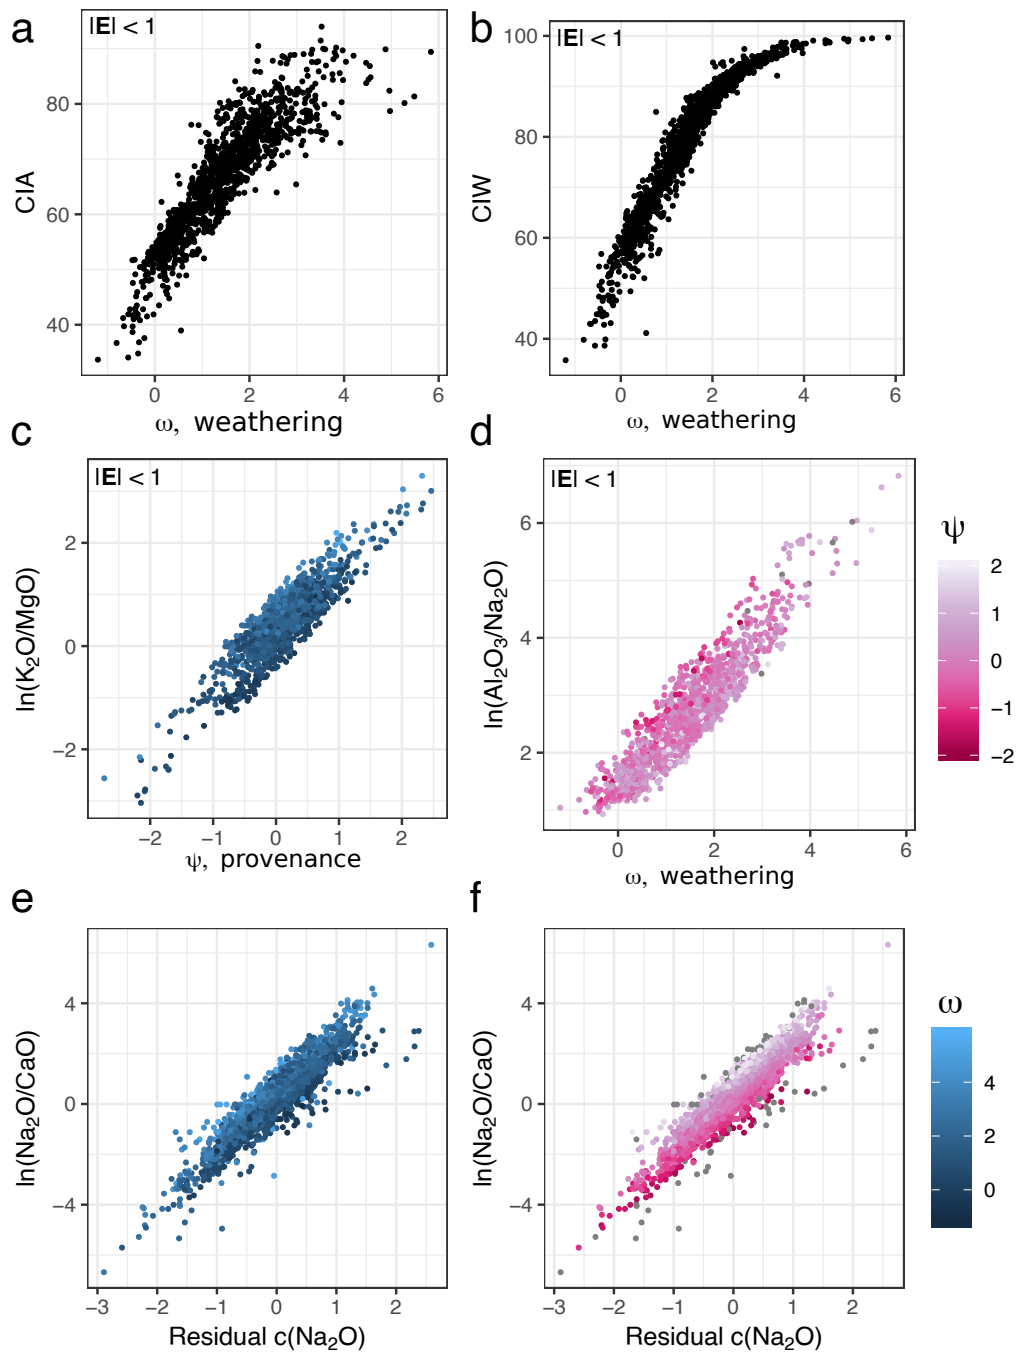 a
|E| < 1
80
60
40
CIA
0 2 4 6
ω, weathering
b
|E| < 1
100
80
60
40
CIW
0 2 4 6
ω, weathering
c
|E| < 1
2
0
−2
ln(K₂O/MgO)
−2 −1 0 1 2
ψ, provenance
d
6
4
2
ln(Al₂O₃/Na₂O)
0 2 4 6
ω, weathering
ψ
2
1
0
−1
−2
e
4
0
−4
ln(Na₂O/CaO)
−3 −2 −1 0 1 2
Residual c(Na₂O)
f
4
0
−4
ln(Na₂O/CaO)
−3 −2 −1 0 1 2
Residual c(Na₂O)
ω
4
2
0